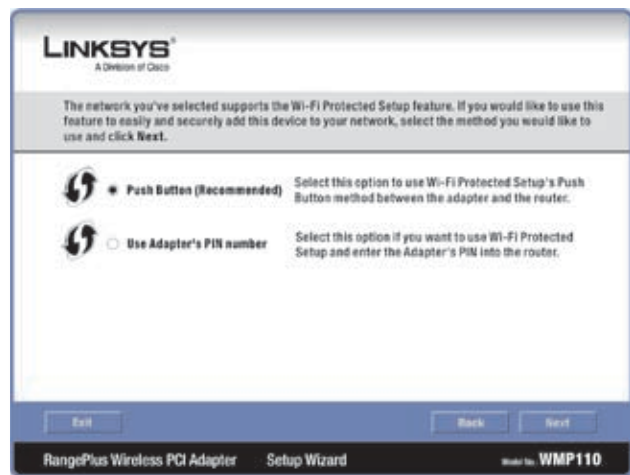 LINKSYS®
A Division of Cisco
The network you've selected supports the Wi-Fi Protected Setup feature. If you would like to use this
feature to easily and securely add this device to your network, select the method you would like to
use and click Next.
Push Button (Recommended)
Select this option to use Wi-Fi Protected Setup's Push
Button method between the adapter and the router.
Use Adapter's PIN number
Select this option if you want to use Wi-Fi Protected
Setup and enter the Adapter's PIN into the router.
Exit
Back
Next
RangePlus Wireless PCI Adapter Setup Wizard Model No. WMP110